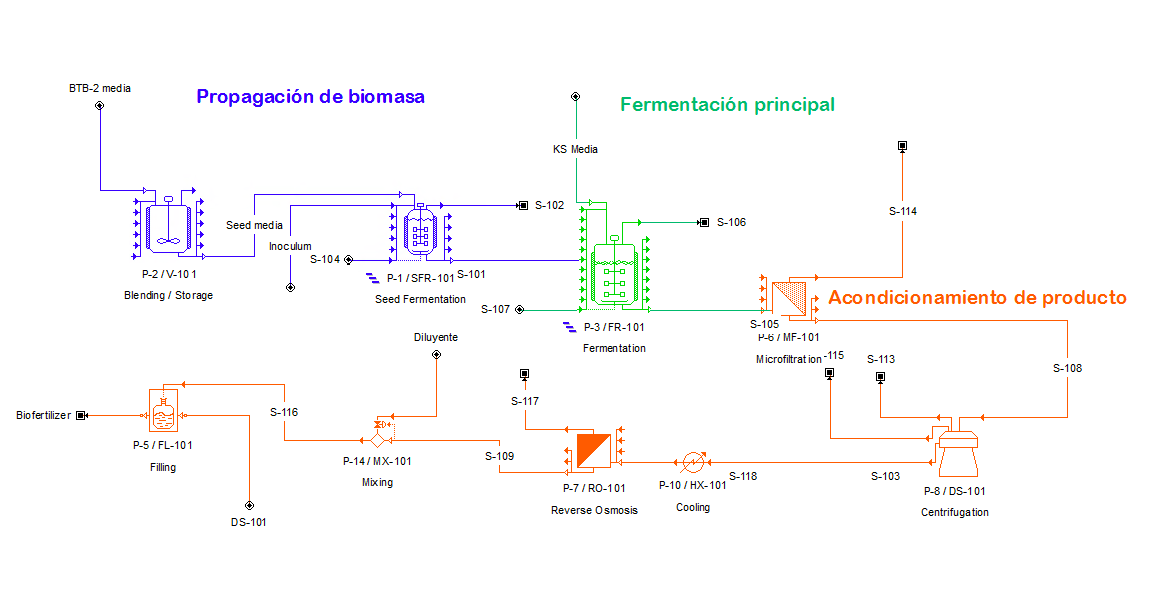 BTB-2 media
Propagación de biomasa
Fermentación principal
KS Media
S-114
S-102
S-106
Seed media
Inoculum
S-104
P-2 / V-101
P-1 / SFR-101
S-101
Blending / Storage
Seed Fermentation
S-107
Acondicionamiento de producto
P-3 / FR-101
S-105
P-6 / MF-101
Fermentation
Microfiltration
-115
S-113
S-108
Diluyente
Biofertilizer
S-116
S-117
P-5 / FL-101
Filling
P-14 / MX-101
Mixing
S-109
P-7 / RO-101
Reverse Osmosis
P-10 / HX-101
Cooling
S-118
S-103
P-8 / DS-101
Centrifugation
DS-101